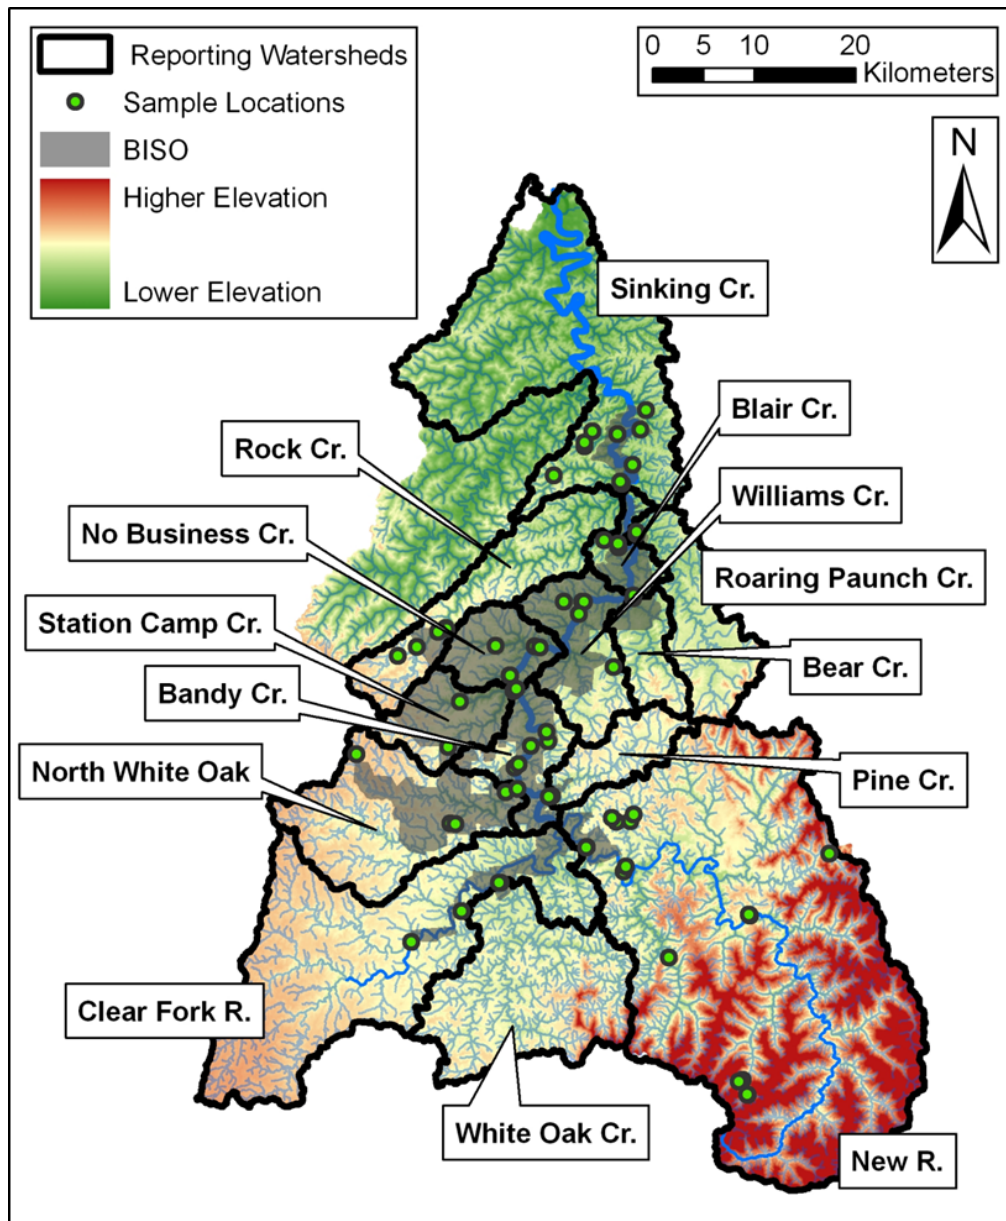 Reporting Watersheds
Sample Locations
BISO
Higher Elevation
Lower Elevation
0 5 10 20
Kilometers
N
Sinking Cr.
Blair Cr.
Rock Cr.
Williams Cr.
No Business Cr.
Roaring Paunch Cr.
Station Camp Cr.
Bear Cr.
Bandy Cr.
North White Oak
Pine Cr.
Clear Fork R.
White Oak Cr.
New R.